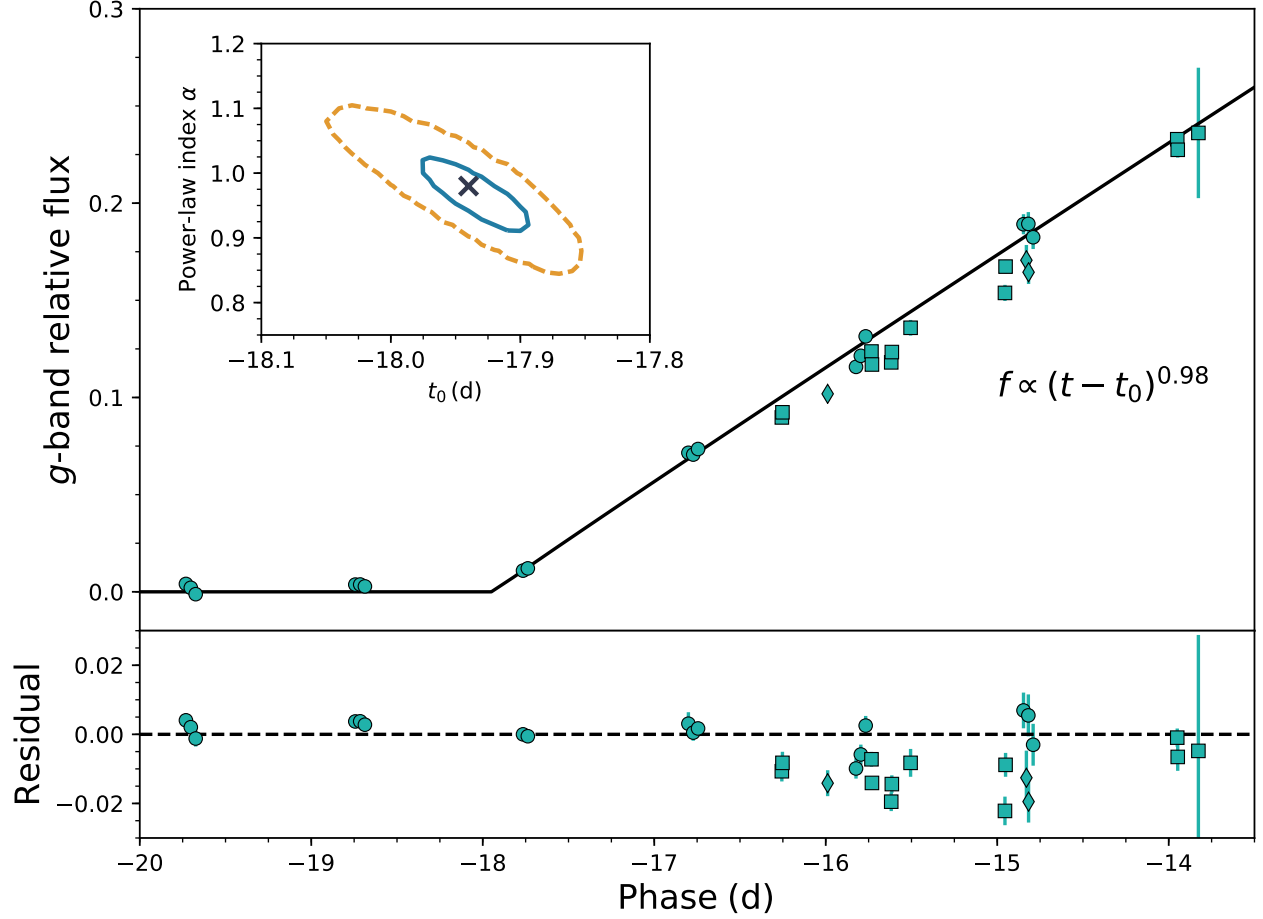 0.3
0.2
0.1
0.0
g-band relative flux
1.2
1.1
1.0
0.9
0.8
Power-law index α
−18.1 −18.0 −17.9 −17.8
t₀ (d)
f ∝ (t − t₀)^0.98
0.02
0.00
−0.02
Residual
−20 −19 −18 −17 −16 −15 −14
Phase (d)